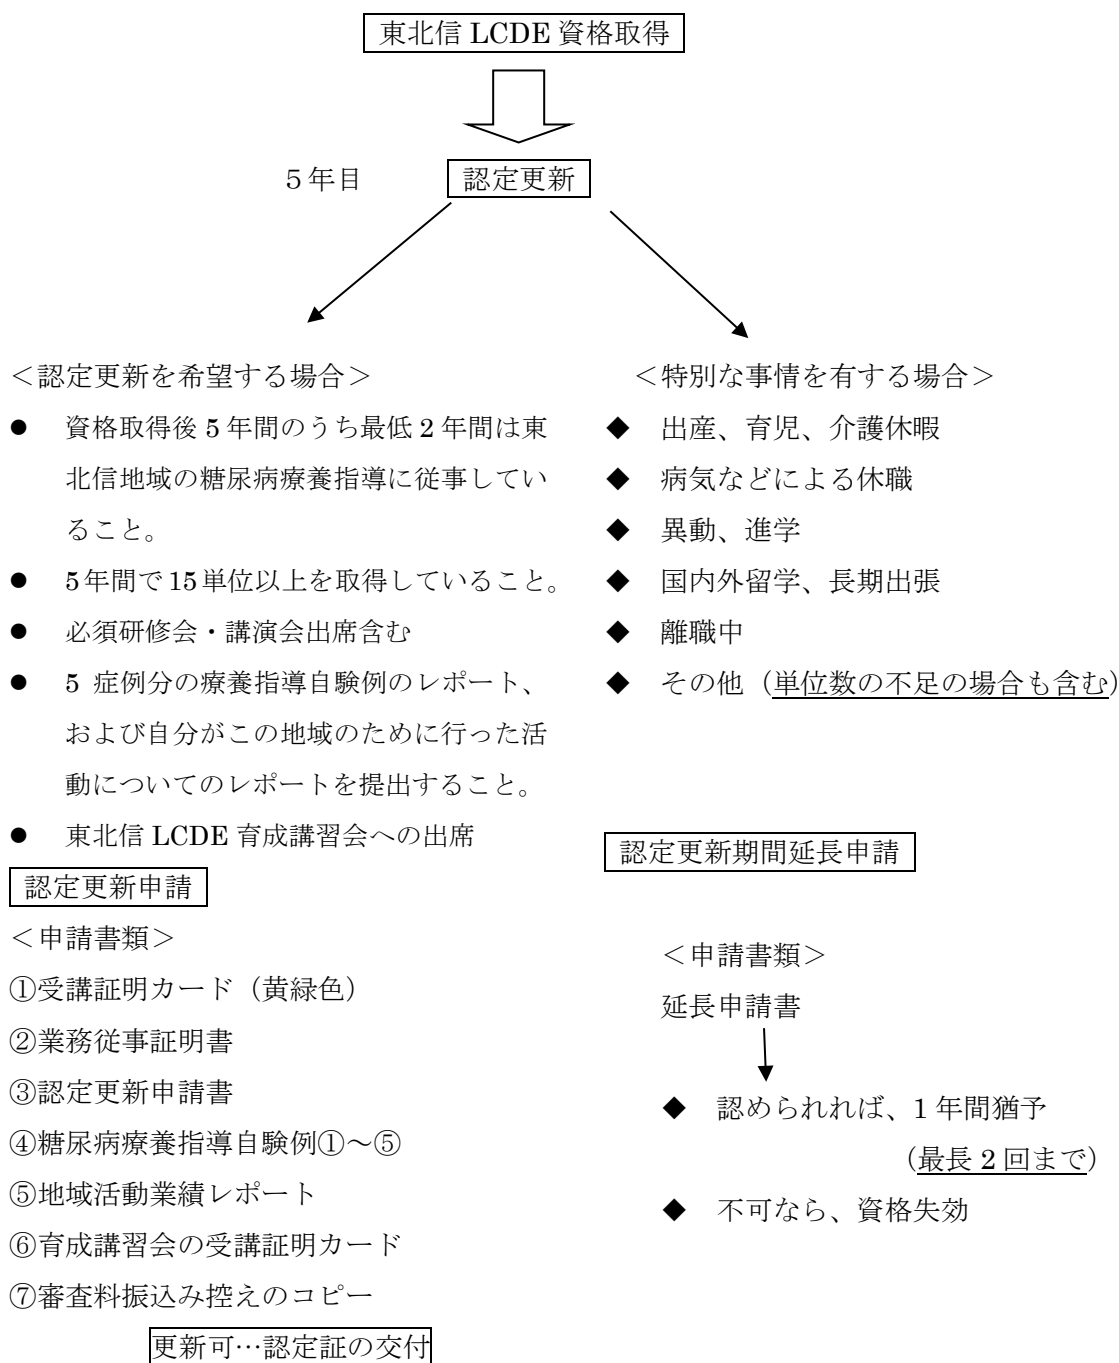 東北信 LCDE 資格取得
５年目
認定更新
＜認定更新を希望する場合＞
● 資格取得後 5 年間のうち最低 2 年間は東
北信地域の糖尿病療養指導に従事してい
ること。
● 5年間で15単位以上を取得していること。
● 必須研修会・講演会出席含む
● 5 症例分の療養指導自験例のレポート、
および自分がこの地域のために行った活
動についてのレポートを提出すること。
● 東北信 LCDE 育成講習会への出席
認定更新申請
＜申請書類＞
①受講証明カード（黄緑色）
②業務従事証明書
③認定更新申請書
④糖尿病療養指導自験例①～⑤
⑤地域活動業績レポート
⑥育成講習会の受講証明カード
⑦審査料振込み控えのコピー
更新可…認定証の交付
＜特別な事情を有する場合＞
◆ 出産、育児、介護休暇
◆ 病気などによる休職
◆ 異動、進学
◆ 国内外留学、長期出張
◆ 離職中
◆ その他（単位数の不足の場合も含む）
認定更新期間延長申請
＜申請書類＞
延長申請書
◆ 認められれば、1 年間猶予
（最長 2 回まで）
◆ 不可なら、資格失効